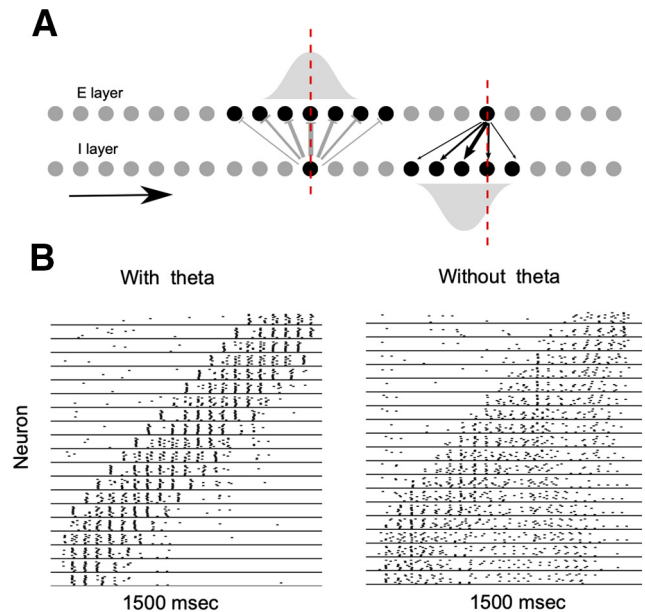 A
E layer
I layer
B
With theta
Without theta
Neuron
1500 msec
1500 msec